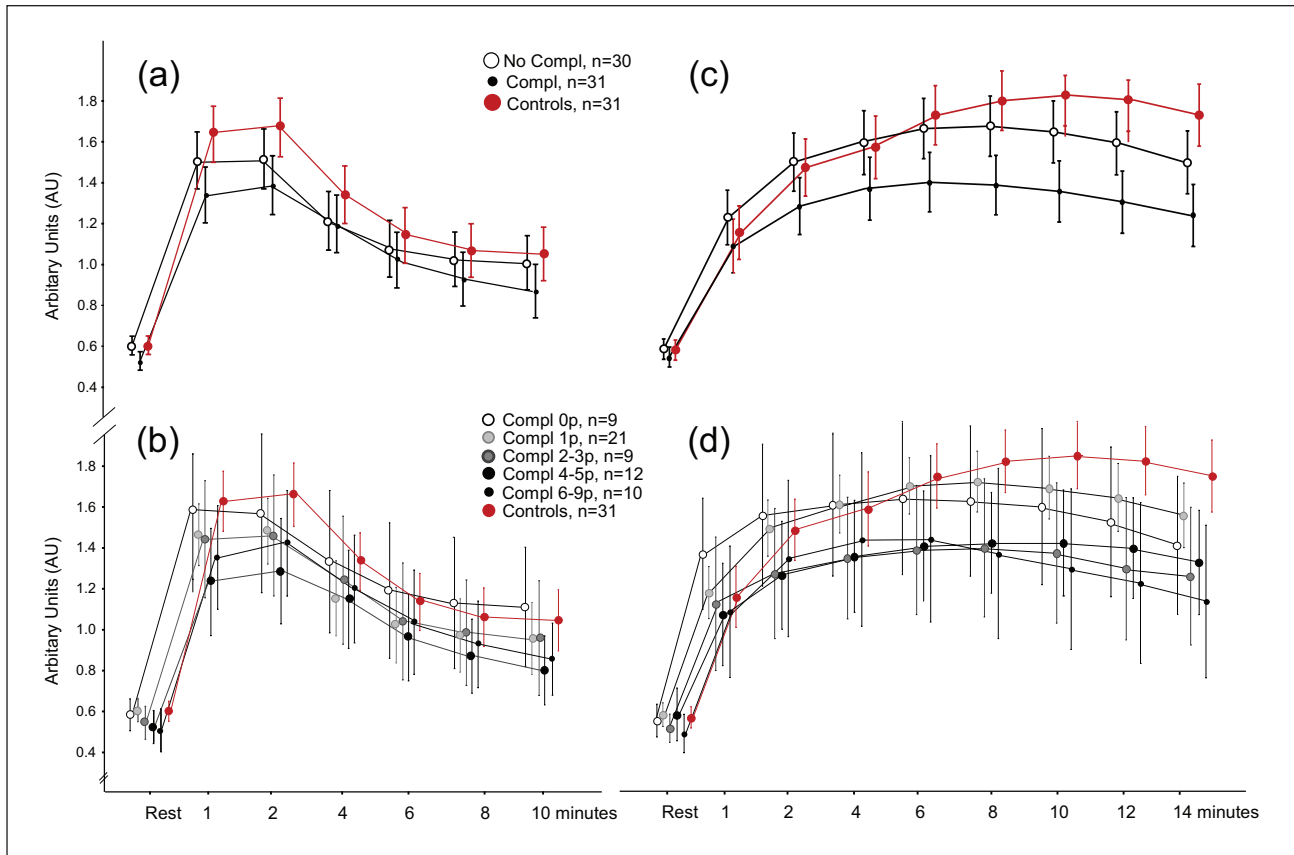 (a)
No Compl, n=30
Compl, n=31
Controls, n=31
(c)
Arbitary Units (AU)
1.8
1.6
1.4
1.2
1.0
0.8
0.6
0.4
(b)
Compl 0p, n=9
Compl 1p, n=21
Compl 2-3p, n=9
Compl 4-5p, n=12
Compl 6-9p, n=10
Controls, n=31
(d)
Arbitary Units (AU)
1.8
1.6
1.4
1.2
1.0
0.8
0.6
0.4
Rest 1 2 4 6 8 10 minutes
Rest 1 2 4 6 8 10 12 14 minutes